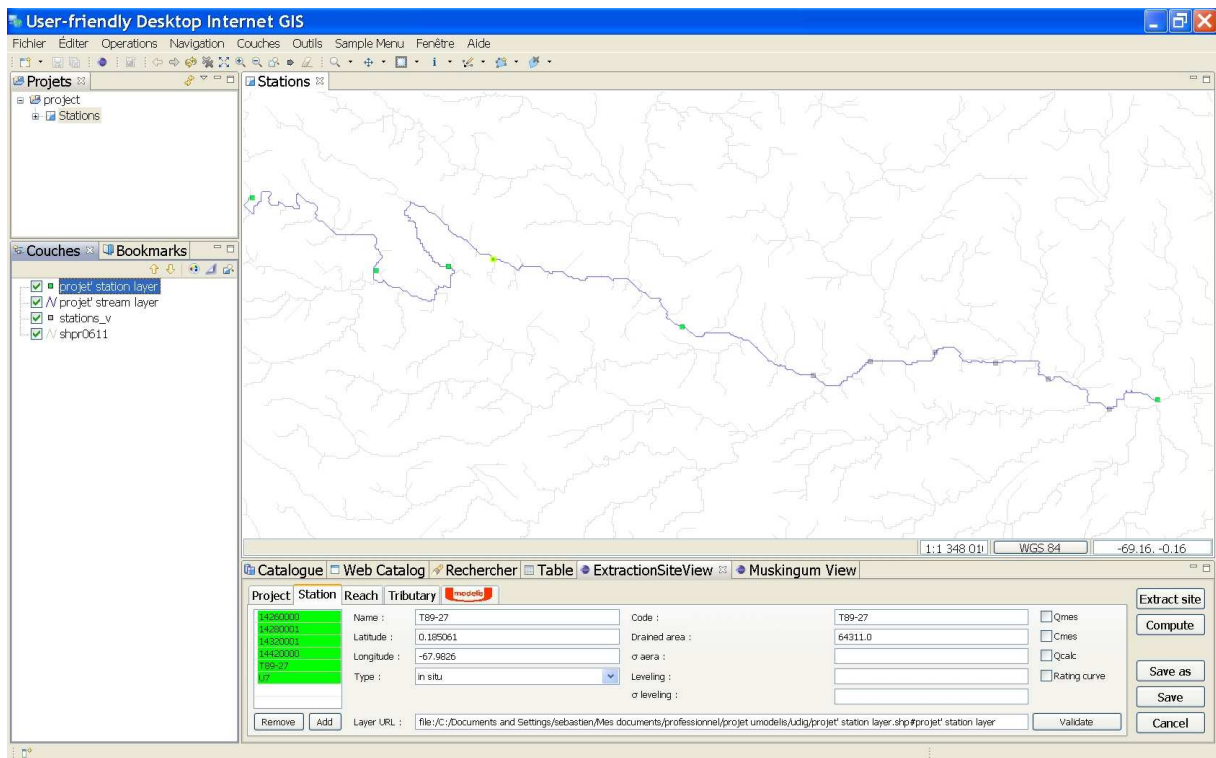 User-friendly Desktop Internet GIS
Fichier Éditer Operations Navigation Couches Outils Sample Menu Fenêtre Aide
Projets
project
Stations
Couches Bookmarks
projet' station layer
projet' stream layer
stations_v
shpr0611
Stations
1:1 348 01 WGS 84 -69.16, -0.16
Catalogue Web Catalog Rechercher Table ExtractionSiteView Muskingum View
Project Station Reach Tributary modelis
14260000
14280001
14320001
14420000
T89-27
U7
Remove Add
Name : T89-27 Code : T89-27 Qmes
Latitude : 0.185061 Drained area : 64311.0 Cmes
Longitude : -67.9826 σ aera : Qcalc
Type : in situ Leveling : Rating curve
σ leveling :
Layer URL : file:/C:/Documents and Settings/sebastien/Mes documents/professionnel/projet umodelis/udig/projet' station layer.shp#projet' station layer Validate
Extract site
Compute
Save as
Save
Cancel